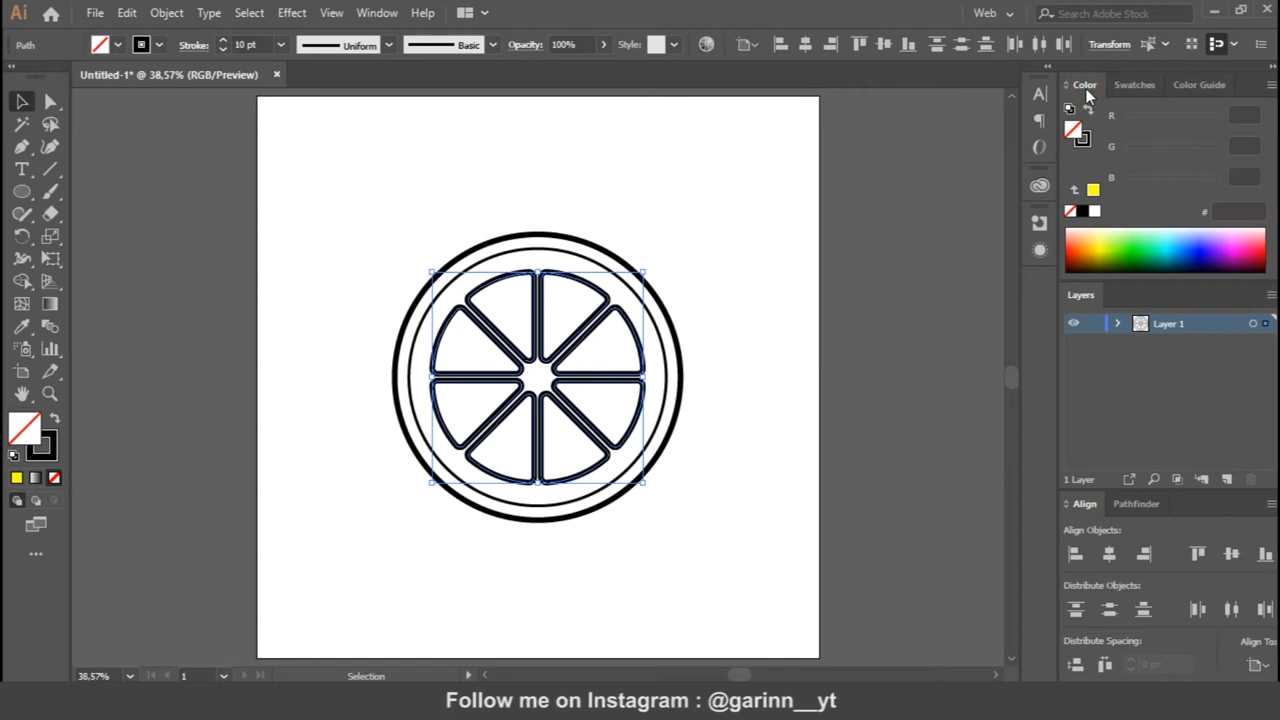 Ai File Edit Object Type Select Effect View Window Help Web Search Adobe Stock
Path Stroke: 10 pt Uniform Basic Opacity: 100% Style: Transform
Untitled-1* @ 38,57% (RGB/Preview) ×
Color Swatches Color Guide
R
G
B
#
Layers
Layer 1
1 Layer
Align Pathfinder
Align Objects:
Distribute Objects:
Distribute Spacing: Align To:
0 px
38,57% 1 Selection
Follow me on Instagram : @garinn__yt